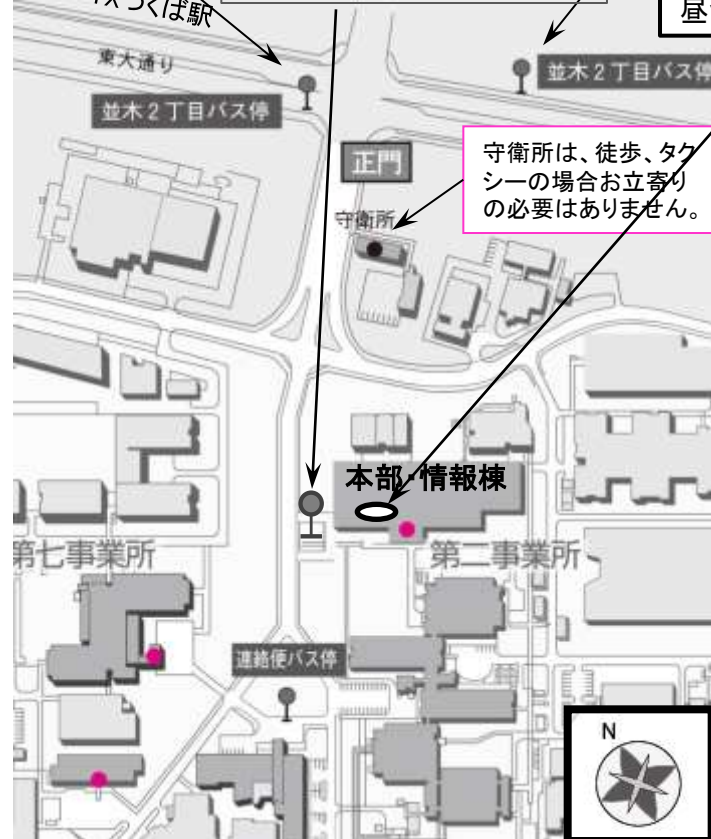 TXつくば駅
昼
東大通り
並木2丁目バス停
並木2丁目バス停
正門
守衛所は、徒歩、タク
シーの場合お立寄り
の必要はありません。
守衛所
本部・情報棟
第七事業所
第二事業所
連絡便バス停
N